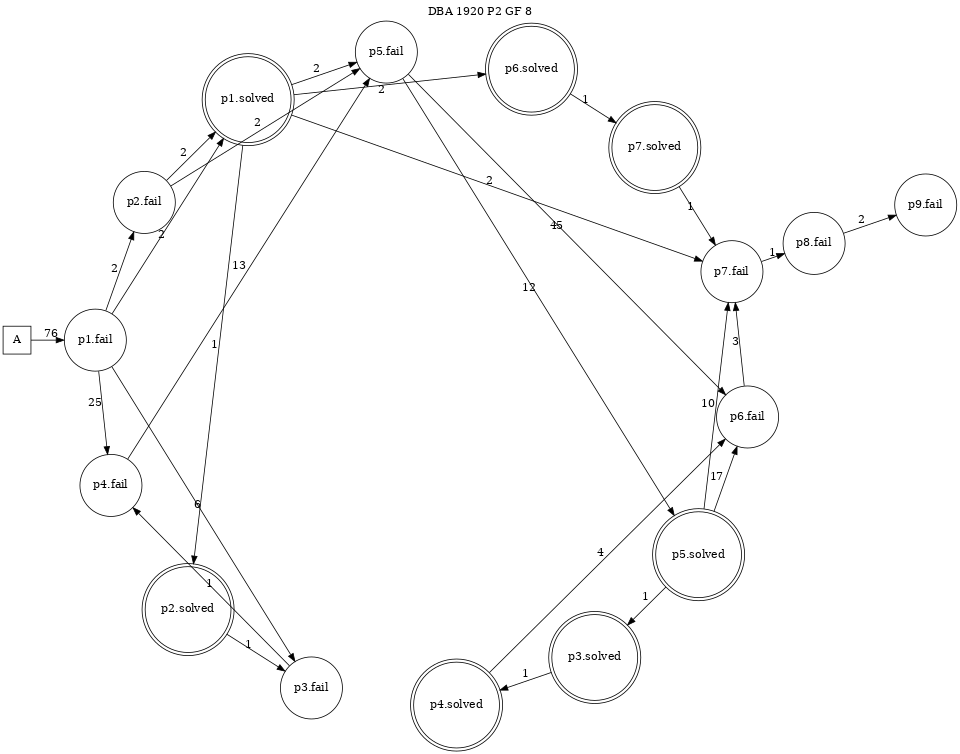 DBA 1920 P2 GF 8
p5.fail
p6.solved
2
p1.solved
2
1
2
2
p7.solved
2
p2.fail
1
p9.fail
2
2
45
p8.fail
2
1
13
p7.fail
12
A
76
p1.fail
1
3
25
10
p6.fail
17
p4.fail
6
4
p5.solved
1
1
p2.solved
1
p3.solved
1
p3.fail
p4.solved